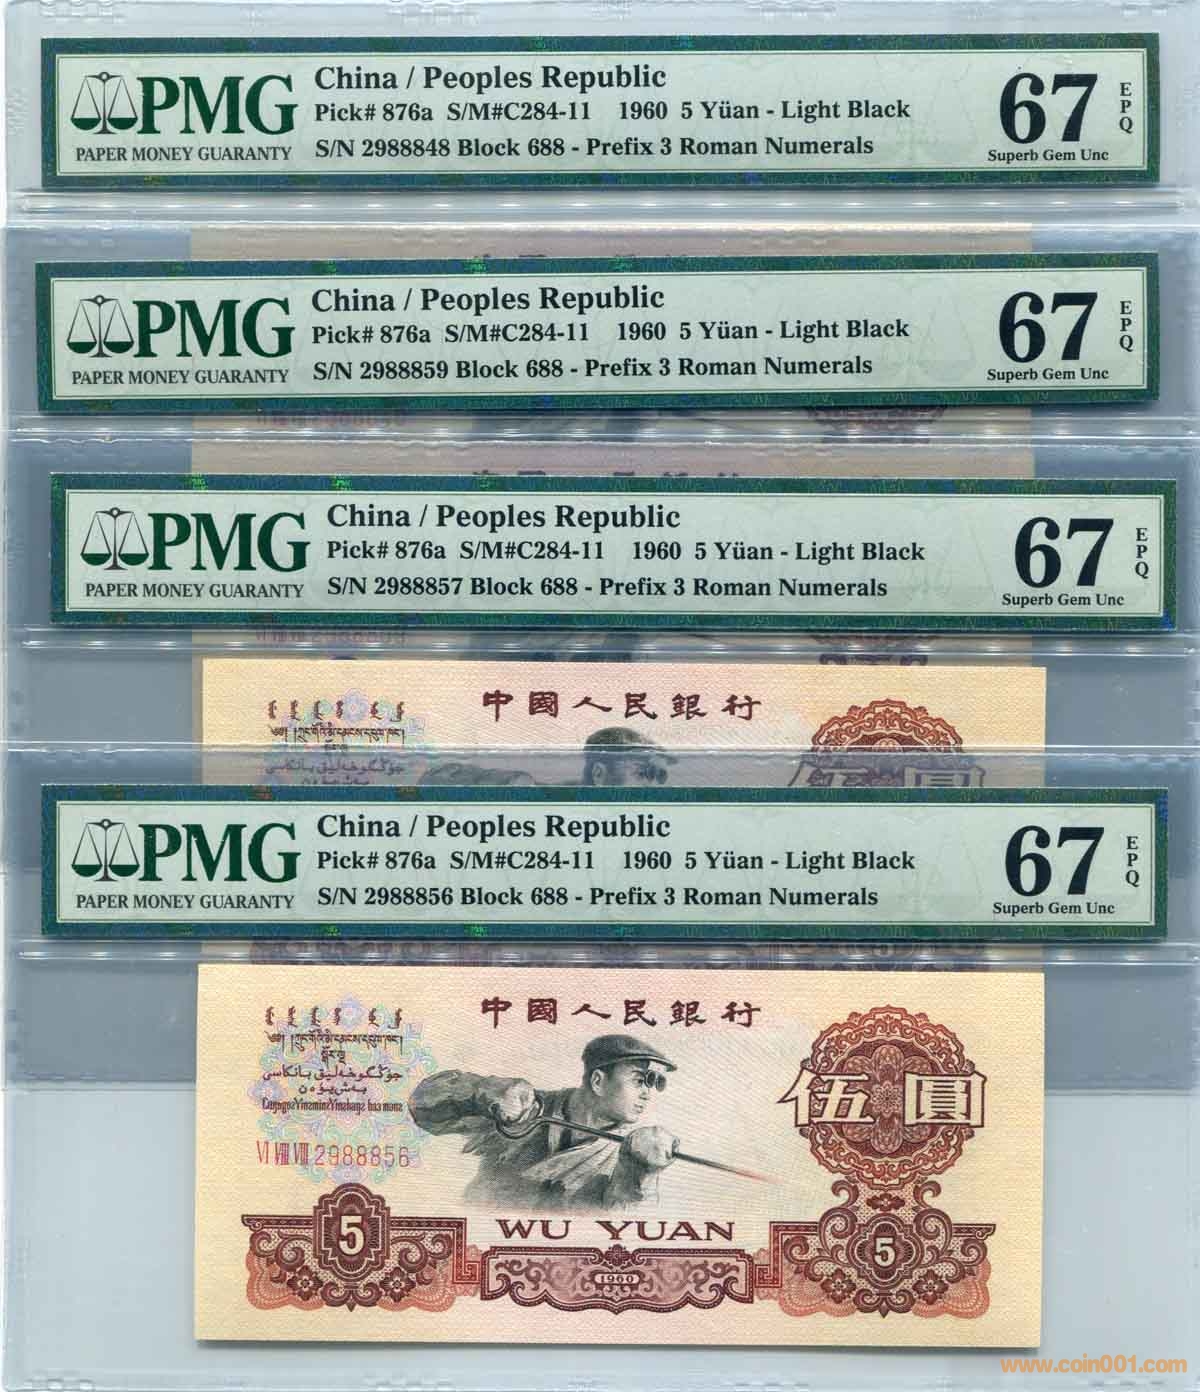 PMG
PAPER MONEY GUARANTY
China / Peoples Republic
Pick# 876a S/M#C284-11 1960 5 Yüan - Light Black
S/N 2988848 Block 688 - Prefix 3 Roman Numerals
67
EPQ
Superb Gem Unc
PMG
PAPER MONEY GUARANTY
China / Peoples Republic
Pick# 876a S/M#C284-11 1960 5 Yüan - Light Black
S/N 2988859 Block 688 - Prefix 3 Roman Numerals
67
EPQ
Superb Gem Unc
PMG
PAPER MONEY GUARANTY
China / Peoples Republic
Pick# 876a S/M#C284-11 1960 5 Yüan - Light Black
S/N 2988857 Block 688 - Prefix 3 Roman Numerals
67
EPQ
Superb Gem Unc
中國人民銀行
伍圓
PMG
PAPER MONEY GUARANTY
China / Peoples Republic
Pick# 876a S/M#C284-11 1960 5 Yüan - Light Black
S/N 2988856 Block 688 - Prefix 3 Roman Numerals
67
EPQ
Superb Gem Unc
中國人民銀行
伍圓
VI VIII VIII 2988856
WU YUAN
5
5
1960
www.coin001.com